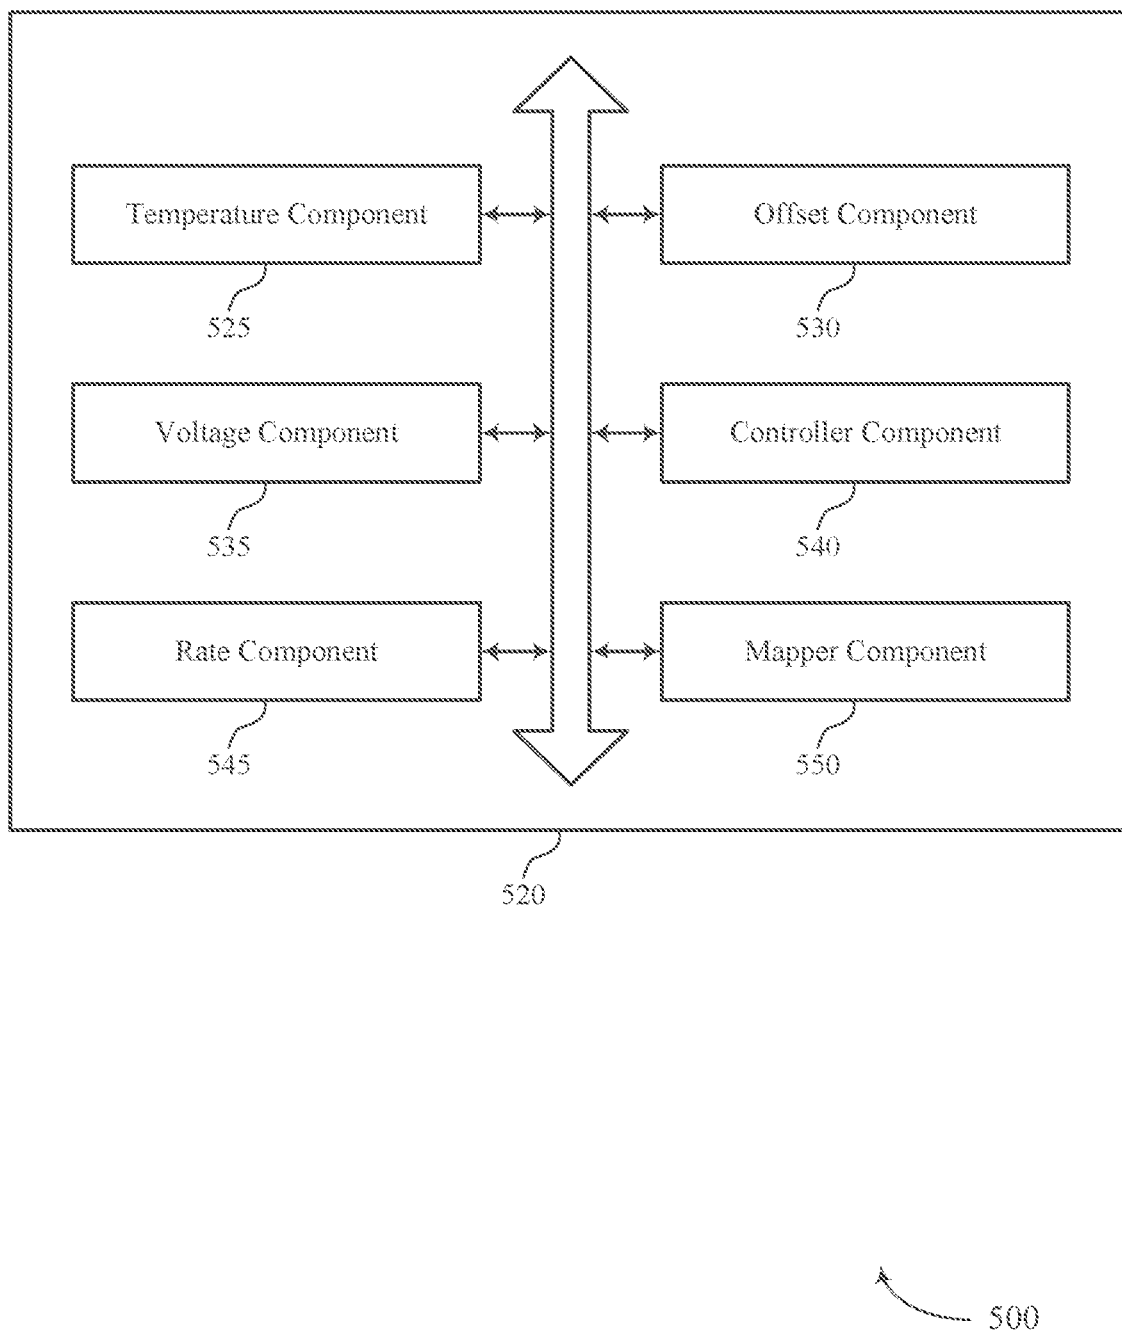 Temperature Component
Offset Component
525
530
Voltage Component
Controller Component
535
540
Rate Component
Mapper Component
545
550
520
500